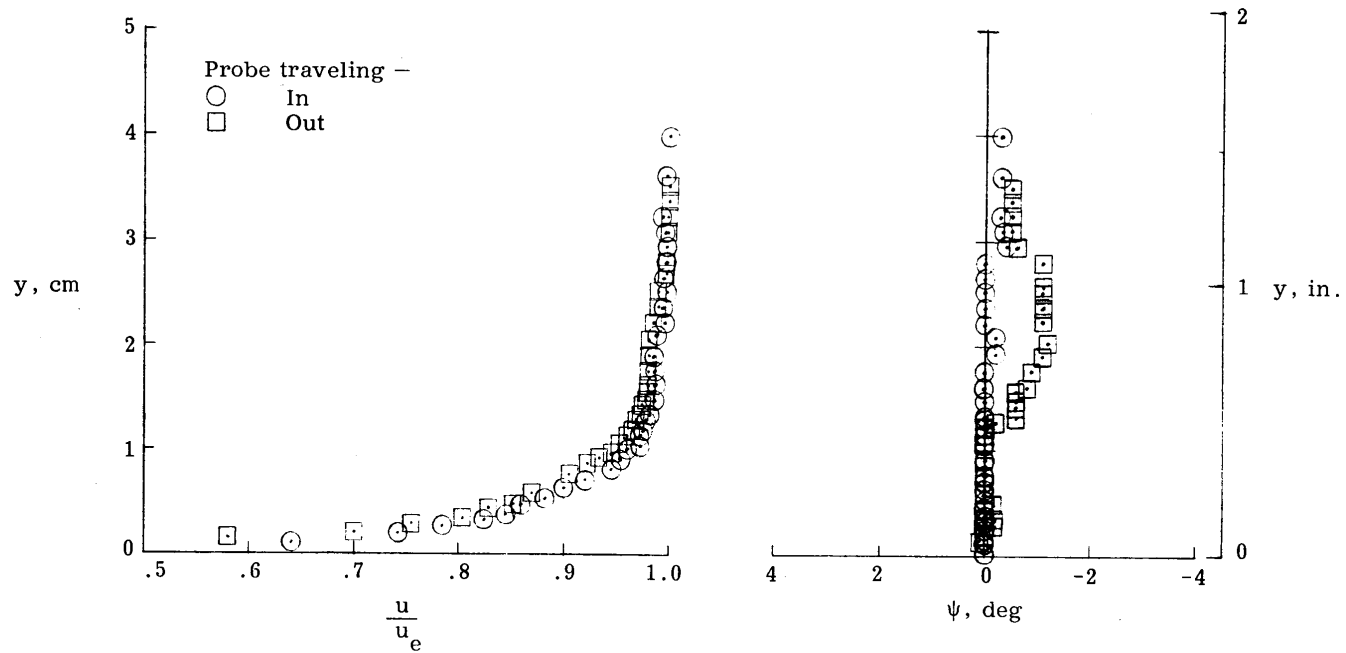 5
4
3
2
1
0
y, cm
Probe traveling —
In
Out
.5 .6 .7 .8 .9 1.0
u
u_e
2
1
0
y, in.
4 2 0 -2 -4
ψ, deg